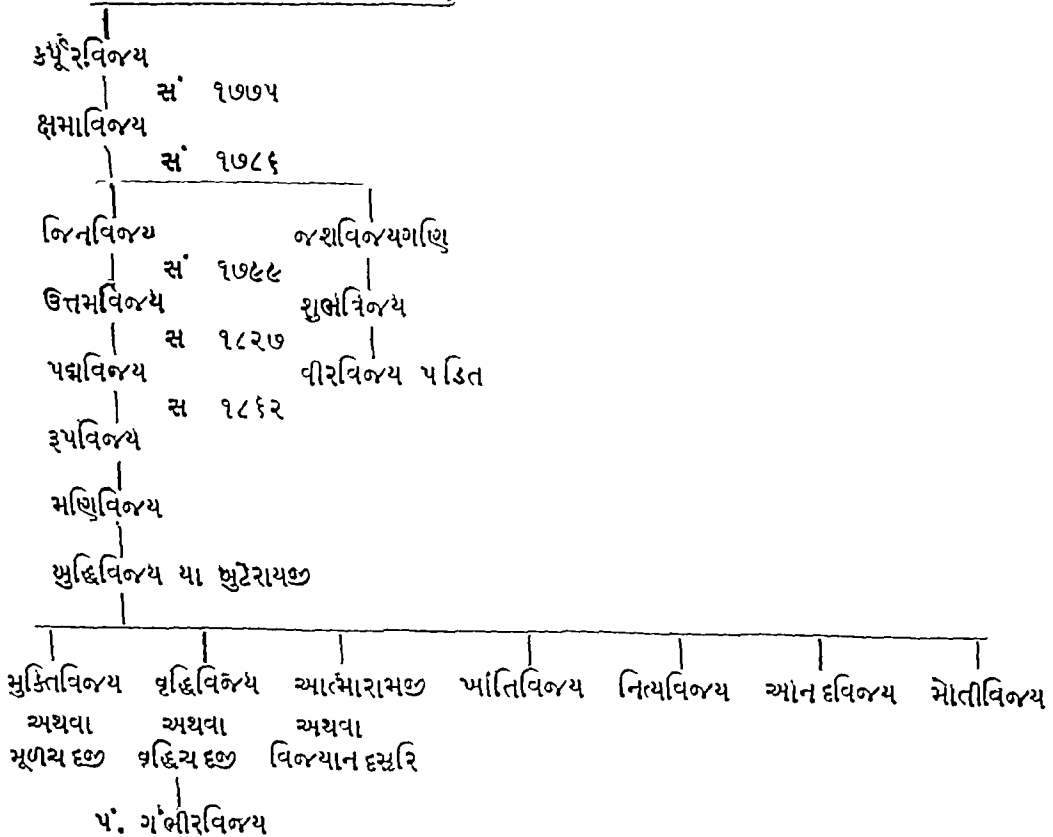 કર્પૂરવિજય
સં ૧૭૭૫
ક્ષમાવિજય
સં ૧૭૮૬
જિનવિજય જશવિજયગણિ
સં ૧૭૯૯
ઉત્તમવિજય શુભવિજય
સ ૧૮૨૭
પદ્મવિજય વીરવિજય પ ડિત
સ ૧૮૬૨
રૂપવિજય
મણિવિજય
બુદ્ધિવિજય યા બુટેરાયજી
મુક્તિવિજય વૃદ્ધિવિજય આત્મારામજી ખાંતિવિજય નિત્યવિજય આન દવિજય મોતીવિજય
અથવા અથવા અથવા
મૂળચ દજી વૃદ્ધિચ દજી વિજયાન દસૂરિ
પં. ગંભીરવિજય